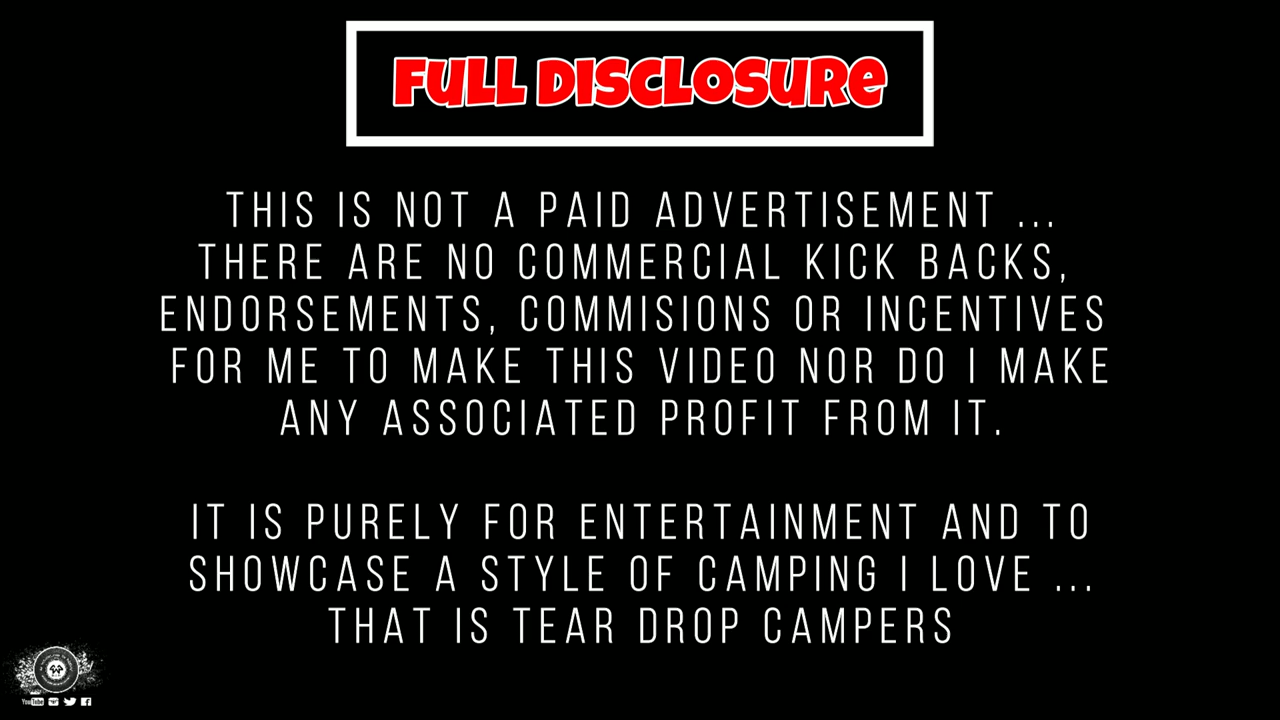 FULL DISCLOSURE
THIS IS NOT A PAID ADVERTISEMENT ...
THERE ARE NO COMMERCIAL KICK BACKS,
ENDORSEMENTS, COMMISIONS OR INCENTIVES
FOR ME TO MAKE THIS VIDEO NOR DO I MAKE
ANY ASSOCIATED PROFIT FROM IT.
IT IS PURELY FOR ENTERTAINMENT AND TO
SHOWCASE A STYLE OF CAMPING I LOVE ...
THAT IS TEAR DROP CAMPERS
YouTube